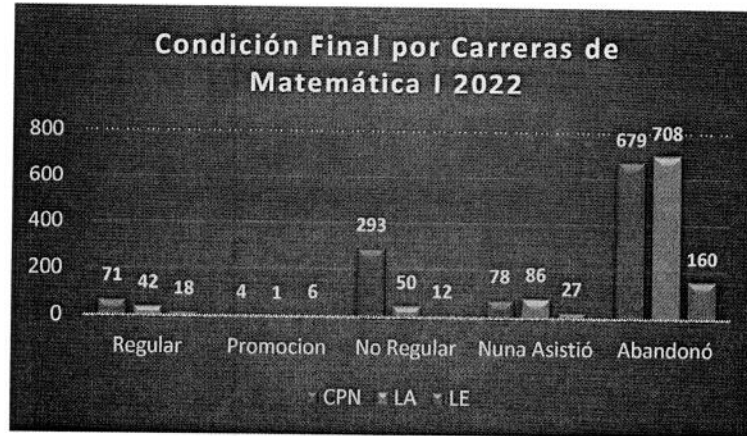 Condición Final por Carreras de
Matemática I 2022
800
600
400
200
0
71 42 18
4 1 6
293 50 12
78 86 27
679 708 160
Regular Promocion No Regular Nuna Asistió Abandonó
CPN LA LE